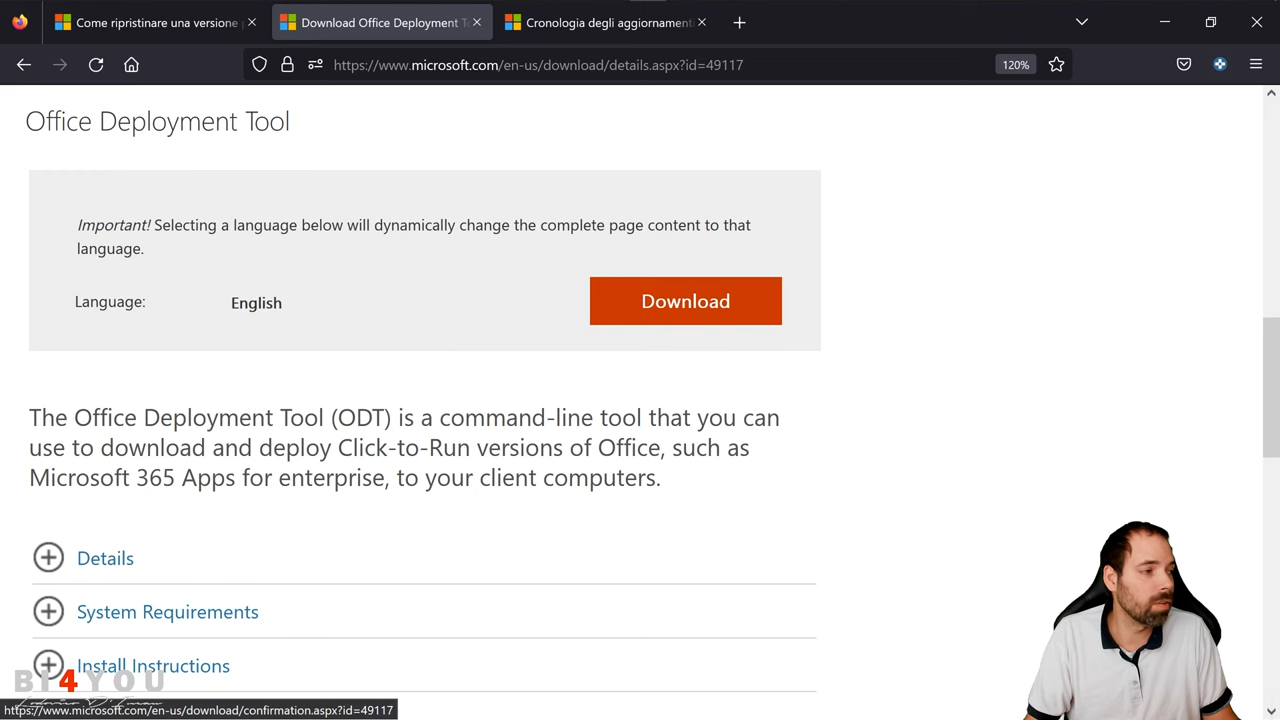 Come ripristinare una versione
Download Office Deployment T
Cronologia degli aggiornament
https://www.microsoft.com/en-us/download/details.aspx?id=49117
120%
Office Deployment Tool
Important! Selecting a language below will dynamically change the complete page content to that
language.
Language:
English
Download
The Office Deployment Tool (ODT) is a command-line tool that you can
use to download and deploy Click-to-Run versions of Office, such as
Microsoft 365 Apps for enterprise, to your client computers.
Details
System Requirements
Install Instructions
BI4YOU
https://www.microsoft.com/en-us/download/confirmation.aspx?id=49117